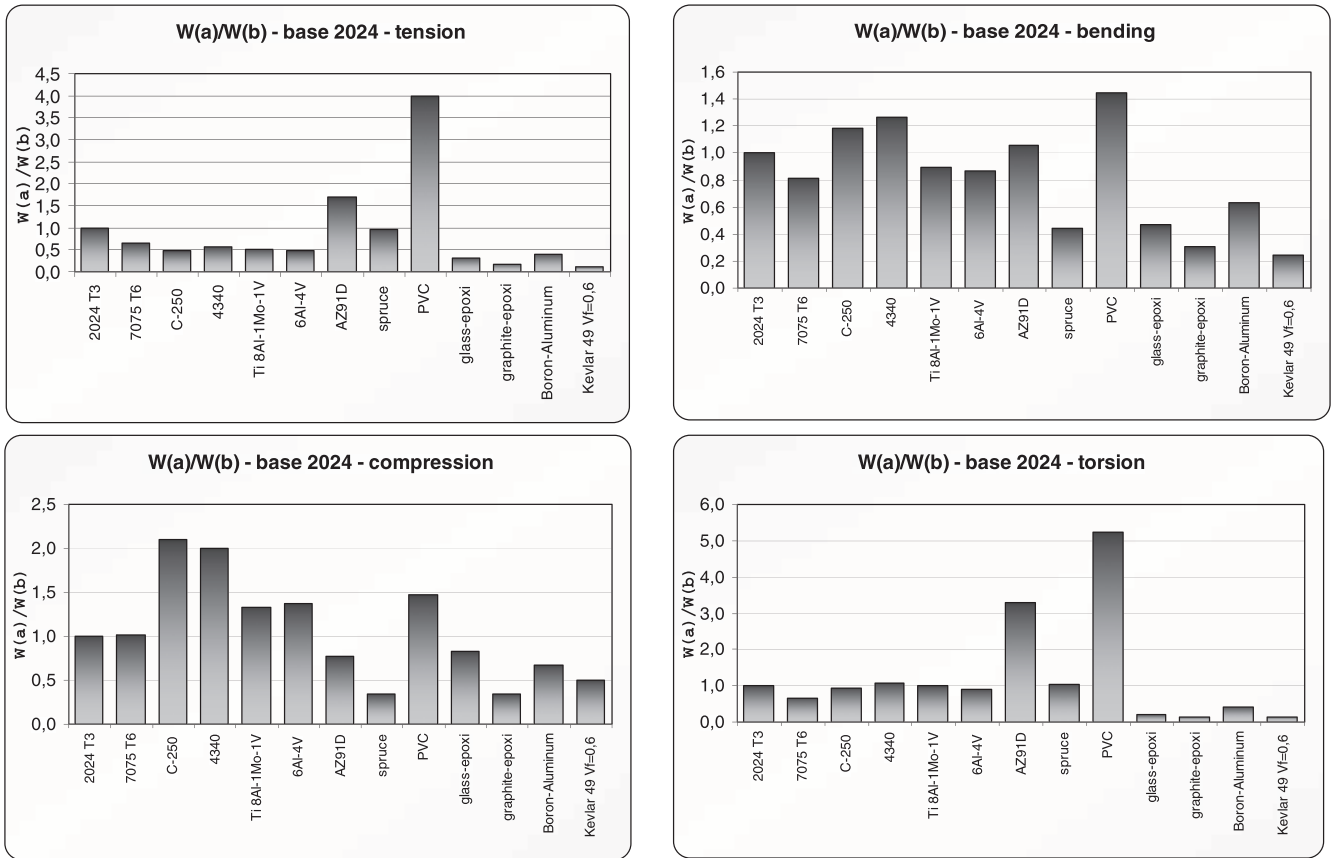 W(a)/W(b) - base 2024 - tension
W(a)/W(b)
4,5
4,0
3,5
3,0
2,5
2,0
1,5
1,0
0,5
0,0
2024 T3
7075 T6
C-250
4340
Ti 8Al-1Mo-1V
6Al-4V
AZ91D
spruce
PVC
glass-epoxi
graphite-epoxi
Boron-Aluminum
Kevlar 49 Vf=0,6
W(a)/W(b) - base 2024 - bending
W(a)/W(b)
1,6
1,4
1,2
1,0
0,8
0,6
0,4
0,2
0,0
2024 T3
7075 T6
C-250
4340
Ti 8Al-1Mo-1V
6Al-4V
AZ91D
spruce
PVC
glass-epoxi
graphite-epoxi
Boron-Aluminum
Kevlar 49 Vf=0,6
W(a)/W(b) - base 2024 - compression
W(a)/W(b)
2,5
2,0
1,5
1,0
0,5
0,0
2024 T3
7075 T6
C-250
4340
Ti 8Al-1Mo-1V
6Al-4V
AZ91D
spruce
PVC
glass-epoxi
graphite-epoxi
Boron-Aluminum
Kevlar 49 Vf=0,6
W(a)/W(b) - base 2024 - torsion
W(a)/W(b)
6,0
5,0
4,0
3,0
2,0
1,0
0,0
2024 T3
7075 T6
C-250
4340
Ti 8Al-1Mo-1V
6Al-4V
AZ91D
spruce
PVC
glass-epoxi
graphite-epoxi
Boron-Aluminum
Kevlar 49 Vf=0,6